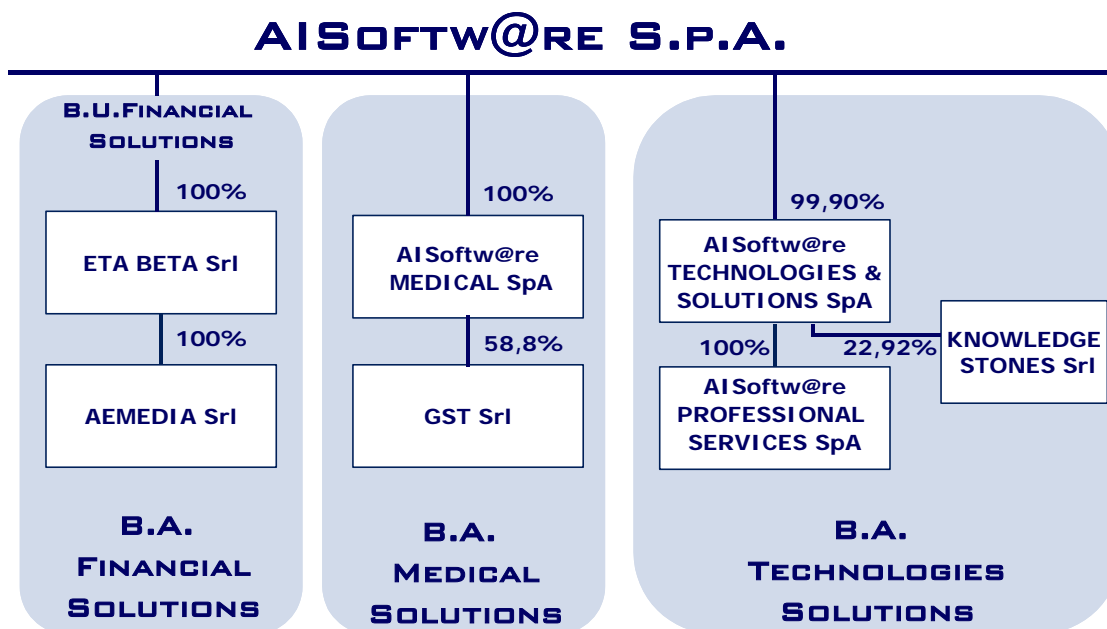 AISOFTW@RE S.P.A.
B.U.FINANCIAL
SOLUTIONS
100%
ETA BETA Srl
100%
AEMEDIA Srl
B.A.
FINANCIAL
SOLUTIONS
100%
AISoftw@re
MEDICAL SpA
58,8%
GST Srl
B.A.
MEDICAL
SOLUTIONS
99,90%
AISoftw@re
TECHNOLOGIES &
SOLUTIONS SpA
100%
22,92%
KNOWLEDGE
STONES Srl
AISoftw@re
PROFESSIONAL
SERVICES SpA
B.A.
TECHNOLOGIES
SOLUTIONS